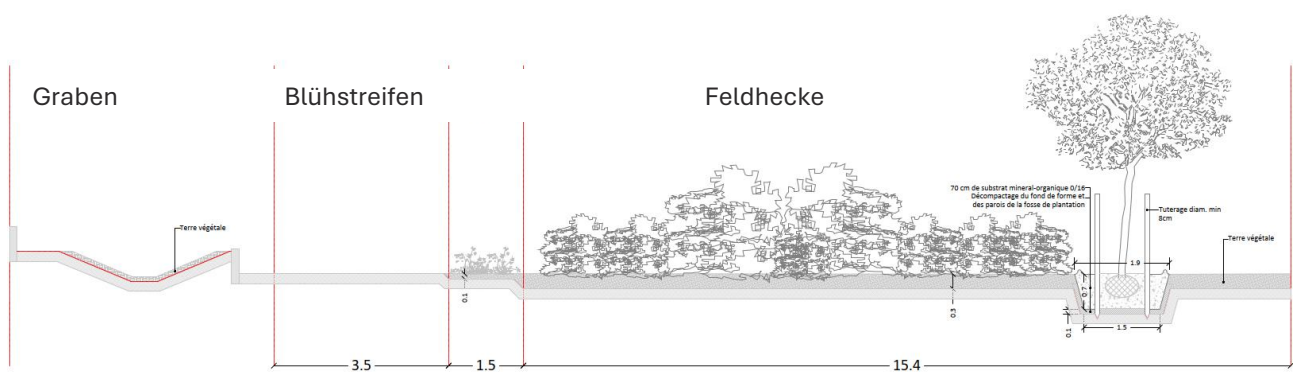 Graben
Blühstreifen
Feldhecke
70 cm de substrat mineral-organique 0/16
Décompactage du fond de forme et
des parois de la fosse de plantation
Tuterage diam. min
8cm
Terre végétale
Terre végétale
1.9
0.7
0.1
0.3
0.1
1.5
3.5
1.5
15.4